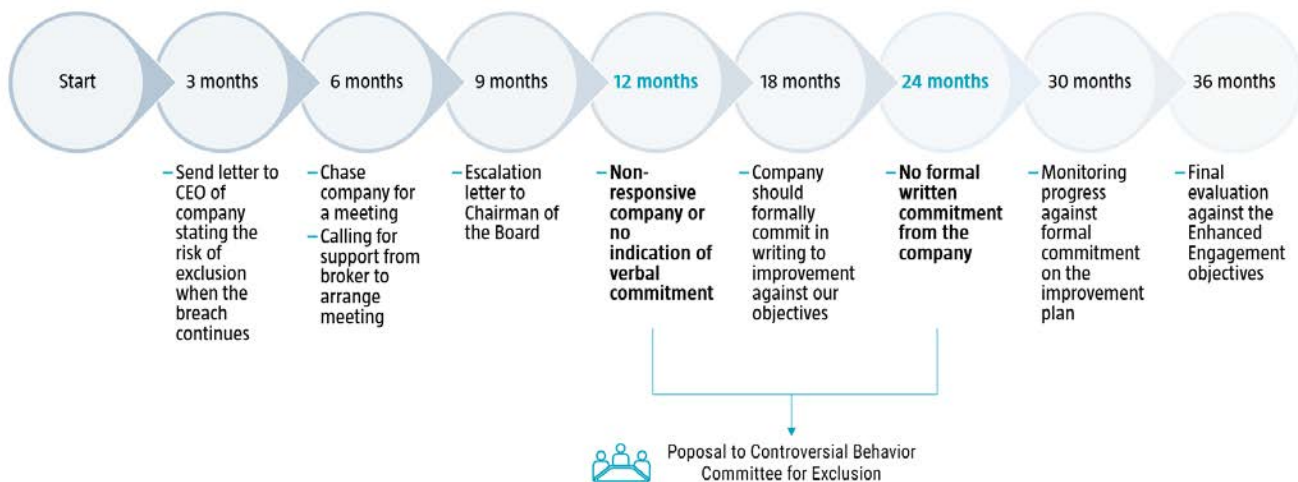 Start
3 months
6 months
9 months
12 months
18 months
24 months
30 months
36 months
– Send letter to
CEO of
company
stating the
risk of
exclusion
when the
breach
continues
– Chase
company for
a meeting
– Calling for
support from
broker to
arrange
meeting
– Escalation
letter to
Chairman of
the Board
– Non-
responsive
company or
no
indication of
verbal
commitment
– Company
should
formally
commit in
writing to
improvement
against our
objectives
– No formal
written
commitment
from the
company
– Monitoring
progress
against
formal
commitment
on the
improvement
plan
– Final
evaluation
against the
Enhanced
Engagement
objectives
Poposal to Controversial Behavior
Committee for Exclusion